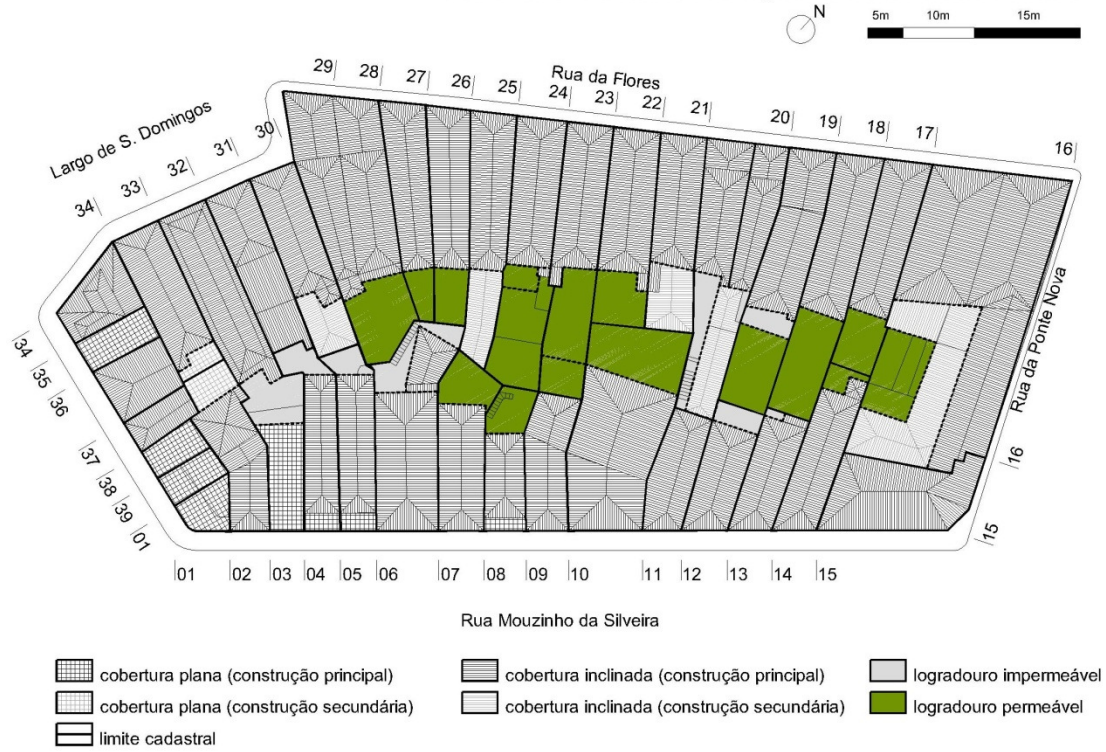 N
5m 10m 15m
Rua da Flores
29 28 27 26 25 24 23 22 21 20 19 18 17 16
Largo de S. Domingos
34 33 32 31 30
34
35
36
37
38
39
01
Rua da Ponte Nova
16
15
01 02 03 04 05 06 07 08 09 10 11 12 13 14 15
Rua Mouzinho da Silveira
cobertura plana (construção principal)
cobertura plana (construção secundária)
limite cadastral
cobertura inclinada (construção principal)
cobertura inclinada (construção secundária)
logradouro impermeável
logradouro permeável